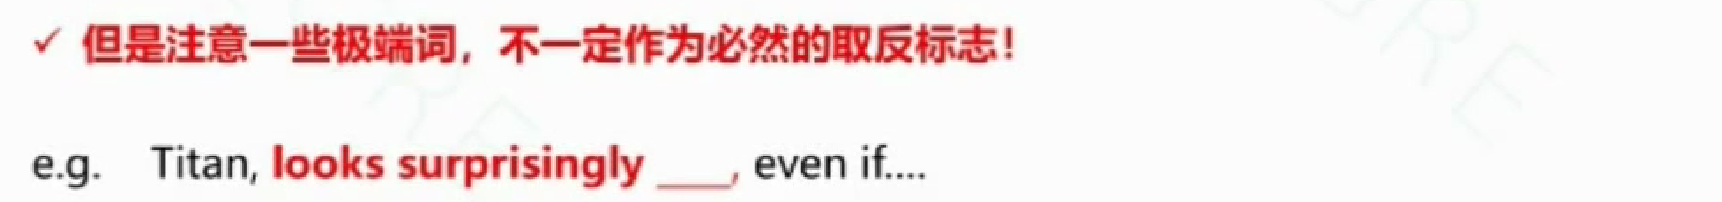 ✓ 但是注意一些极端词，不一定作为必然的取反标志！
e.g. Titan, looks surprisingly ____, even if....